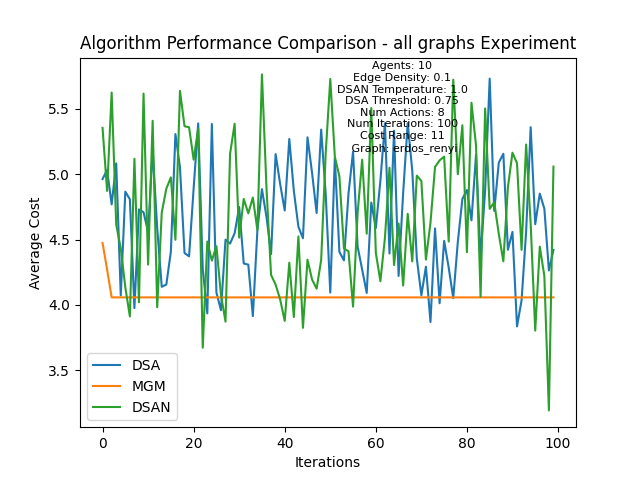 Algorithm Performance Comparison - all graphs Experiment
Agents: 10
Edge Density: 0.1
DSAN Temperature: 1.0
DSA Threshold: 0.75
Num Actions: 8
Num Iterations: 100
Cost Range: 11
Graph: erdos_renyi
Average Cost
5.5
5.0
4.5
4.0
3.5
DSA
MGM
DSAN
0 20 40 60 80 100
Iterations